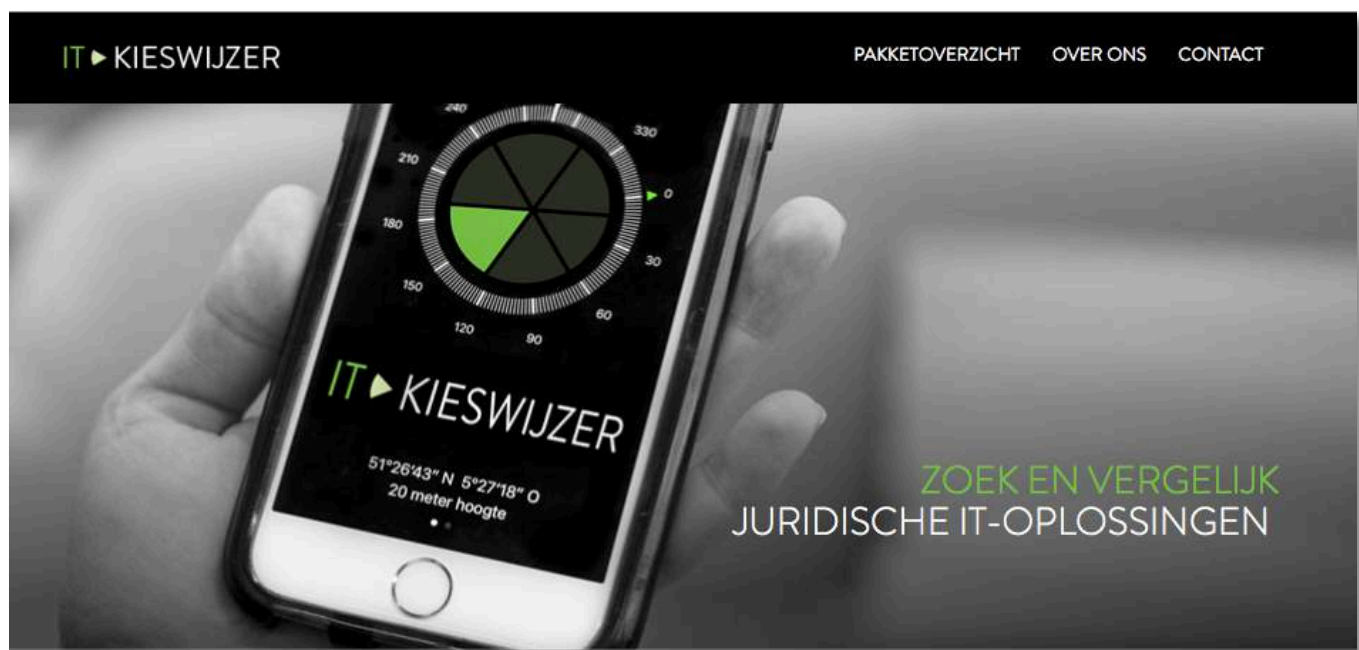 IT KIESWIJZER
PAKKETOVERZICHT OVER ONS CONTACT
240
330
210
0
180
30
150
60
120
90
IT KIESWIJZER
51°26'43" N 5°27'18" O
20 meter hoogte
ZOEK EN VERGELIJK
JURIDISCHE IT-OPLOSSINGEN